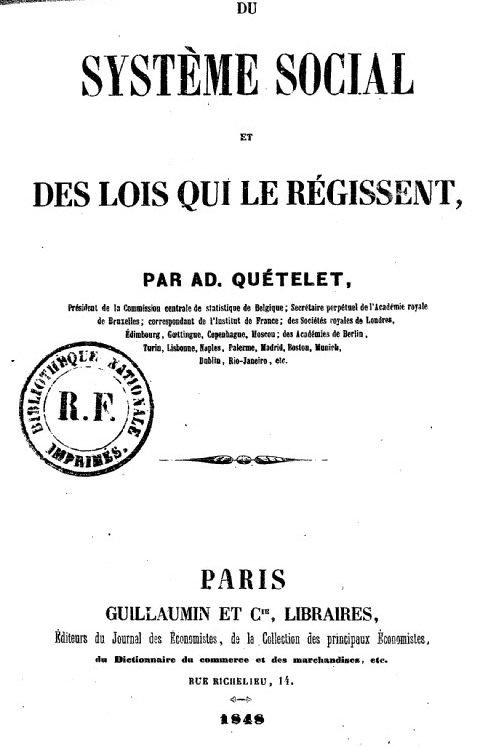 DU
SYSTÈME SOCIAL
ET
DES LOIS QUI LE RÉGISSENT,
PAR AD. QUÉTELET,
Président de la Commission centrale de statistique de Belgique; Secrétaire perpétuel de l'Académie royale
de Bruxelles; correspondant de l'Institut de France; des Sociétés royales de Londres,
Édimbourg, Gœttingue, Copenhague, Moscou; des Académies de Berlin,
Turin, Lisbonne, Naples, Palerme, Madrid, Boston, Munich,
Dublin, Rio-Janeiro, etc.
BIBLIOTHÈQUE NATIONALE
R.F.
IMPRIMÉS.
PARIS
GUILLAUMIN ET Cie, LIBRAIRES,
Éditeurs du Journal des Économistes, de la Collection des principaux Économistes,
du Dictionnaire du commerce et des marchandises, etc.
RUE RICHELIEU, 14.
1848